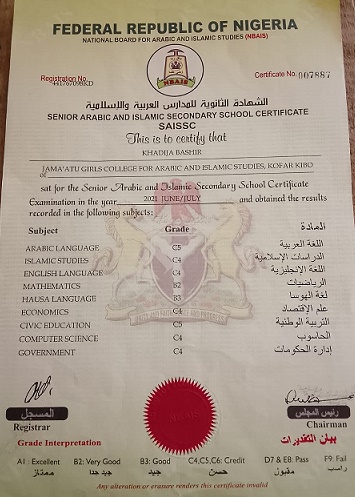 FEDERAL REPUBLIC OF NIGERIA
NATIONAL BOARD FOR ARABIC AND ISLAMIC STUDIES (NBAIS)
Registration No.
Certificate No. 007887
NBAIS
الشهادة الثانوية للمدارس العربية والإسلامية
SENIOR ARABIC AND ISLAMIC SECONDARY SCHOOL CERTIFICATE
SAISSC
This is to certify that
KHADIJA BASHIR
JAMA'ATU GIRLS COLLEGE FOR ARABIC AND ISLAMIC STUDIES, KOFAR KIBO
of
sat for the Senior Arabic and Islamic Secondary School Certificate
Examination in the year 2021 JUNE/JULY and obtained the results
recorded in the following subjects:
Subject Grade المادة
ARABIC LANGUAGE C5 اللغة العربية
ISLAMIC STUDIES C4 الدراسات الإسلامية
ENGLISH LANGUAGE C4 اللغة الإنجليزية
MATHEMATICS B2 الرياضيات
HAUSA LANGUAGE B3 لغة الهوسا
ECONOMICS C4 علم الاقتصاد
CIVIC EDUCATION C5 التربية الوطنية
COMPUTER SCIENCE C4 الحاسوب
GOVERNMENT C4 إدارة الحكومات
NBAIS
المسجل رئيس المجلس
Registrar Chairman
Grade Interpretation بيان التقديرات
A1: Excellent B2: Very Good B3: Good C4,C5,C6: Credit D7 & E8: Pass F9: Fail
ممتاز جيد جدا جيد حسن مقبول راسب
Any alteration or erasure renders this certificate invalid